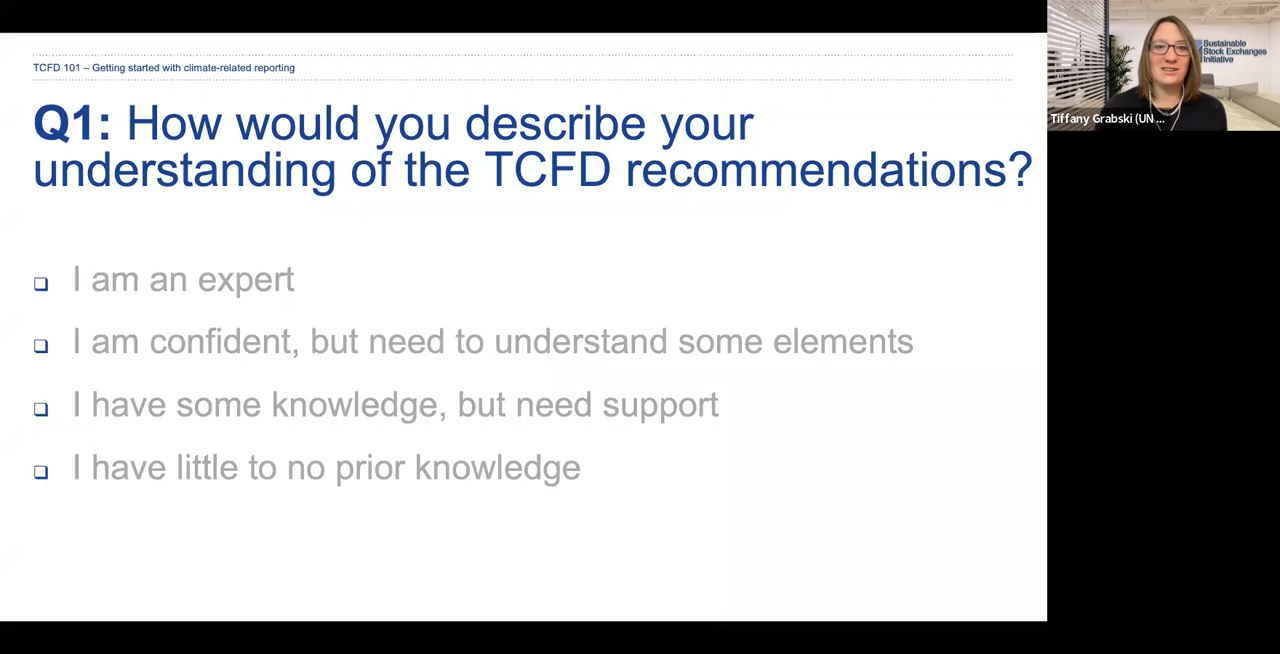 TCFD 101 – Getting started with climate-related reporting
Q1: How would you describe your
understanding of the TCFD recommendations?
❑ I am an expert
❑ I am confident, but need to understand some elements
❑ I have some knowledge, but need support
❑ I have little to no prior knowledge
Sustainable
Stock Exchanges
Initiative
Tiffany Grabski (UN ...